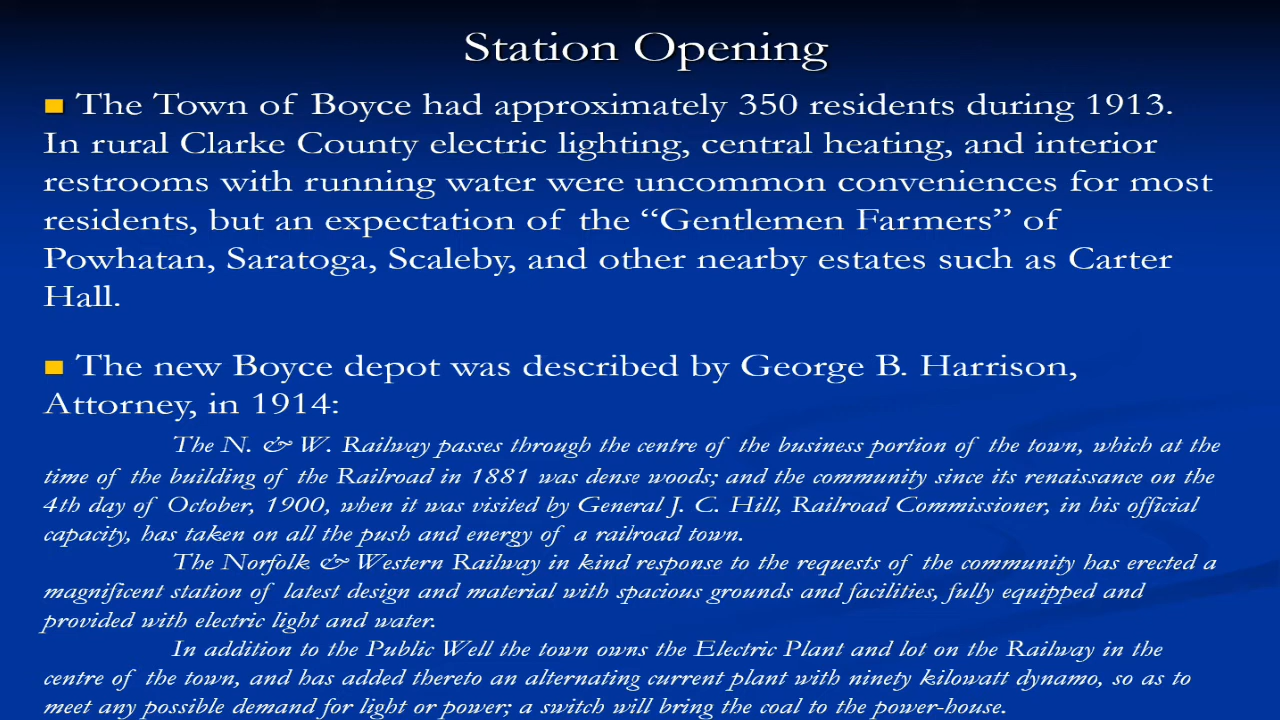 Station Opening
The Town of Boyce had approximately 350 residents during 1913.
In rural Clarke County electric lighting, central heating, and interior
restrooms with running water were uncommon conveniences for most
residents, but an expectation of the “Gentlemen Farmers” of
Powhatan, Saratoga, Scaleby, and other nearby estates such as Carter
Hall.
The new Boyce depot was described by George B. Harrison,
Attorney, in 1914:
The N. & W. Railway passes through the centre of the business portion of the town, which at the
time of the building of the Railroad in 1881 was dense woods; and the community since its renaissance on the
4th day of October, 1900, when it was visited by General J. C. Hill, Railroad Commissioner, in his official
capacity, has taken on all the push and energy of a railroad town.
The Norfolk & Western Railway in kind response to the requests of the community has erected a
magnificent station of latest design and material with spacious grounds and facilities, fully equipped and
provided with electric light and water.
In addition to the Public Well the town owns the Electric Plant and lot on the Railway in the
centre of the town, and has added thereto an alternating current plant with ninety kilowatt dynamo, so as to
meet any possible demand for light or power; a switch will bring the coal to the power-house.